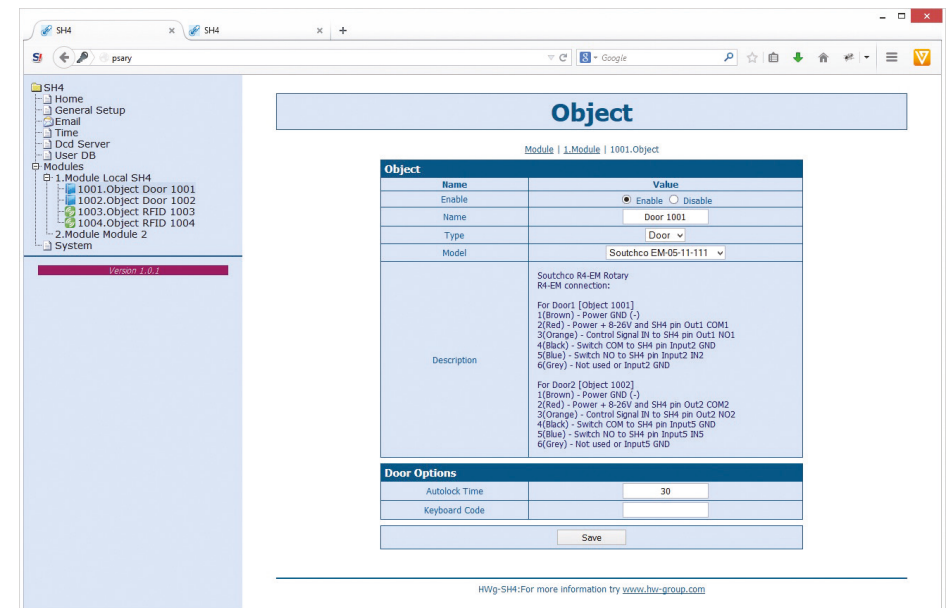 SH4
SH4
psary
Google
SH4
Home
General Setup
Email
Time
Dcd Server
User DB
Modules
1.Module Local SH4
1001.Object Door 1001
1002.Object Door 1002
1003.Object RFID 1003
1004.Object RFID 1004
2.Module Module 2
System
Version 1.0.1
Object
Module | 1.Module | 1001.Object
Object
Name Value
Enable Enable Disable
Name Door 1001
Type Door
Model Soutchco EM-05-11-111
Description
Soutchco R4-EM Rotary
R4-EM connection:
For Door1 [Object 1001]
1(Brown) - Power GND (-)
2(Red) - Power + 8-26V and SH4 pin Out1 COM1
3(Orange) - Control Signal IN to SH4 pin Out1 NO1
4(Black) - Switch COM to SH4 pin Input2 GND
5(Blue) - Switch NO to SH4 pin Input2 IN2
6(Grey) - Not used or Input2 GND
For Door2 [Object 1002]
1(Brown) - Power GND (-)
2(Red) - Power + 8-26V and SH4 pin Out2 COM2
3(Orange) - Control Signal IN to SH4 pin Out2 NO2
4(Black) - Switch COM to SH4 pin Input5 GND
5(Blue) - Switch NO to SH4 pin Input5 IN5
6(Grey) - Not used or Input5 GND
Door Options
Autolock Time 30
Keyboard Code
Save
HWg-SH4:For more information try www.hw-group.com